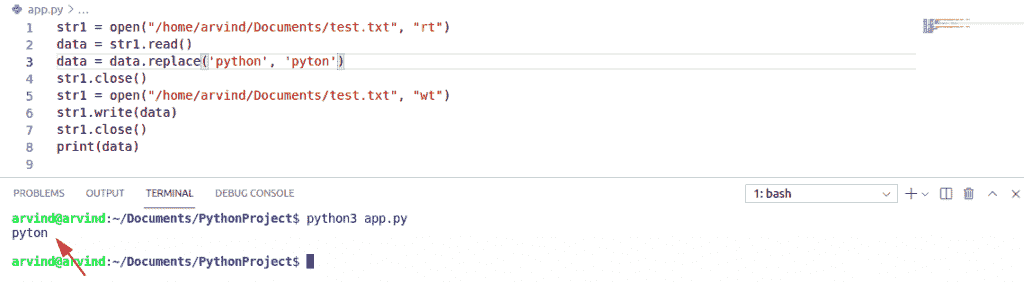 app.py > ...
1 str1 = open("/home/arvind/Documents/test.txt", "rt")
2 data = str1.read()
3 data = data.replace('python', 'pyton')
4 str1.close()
5 str1 = open("/home/arvind/Documents/test.txt", "wt")
6 str1.write(data)
7 str1.close()
8 print(data)
9
PROBLEMS OUTPUT TERMINAL DEBUG CONSOLE 1: bash
arvind@arvind:~/Documents/PythonProject$ python3 app.py
pyton
arvind@arvind:~/Documents/PythonProject$